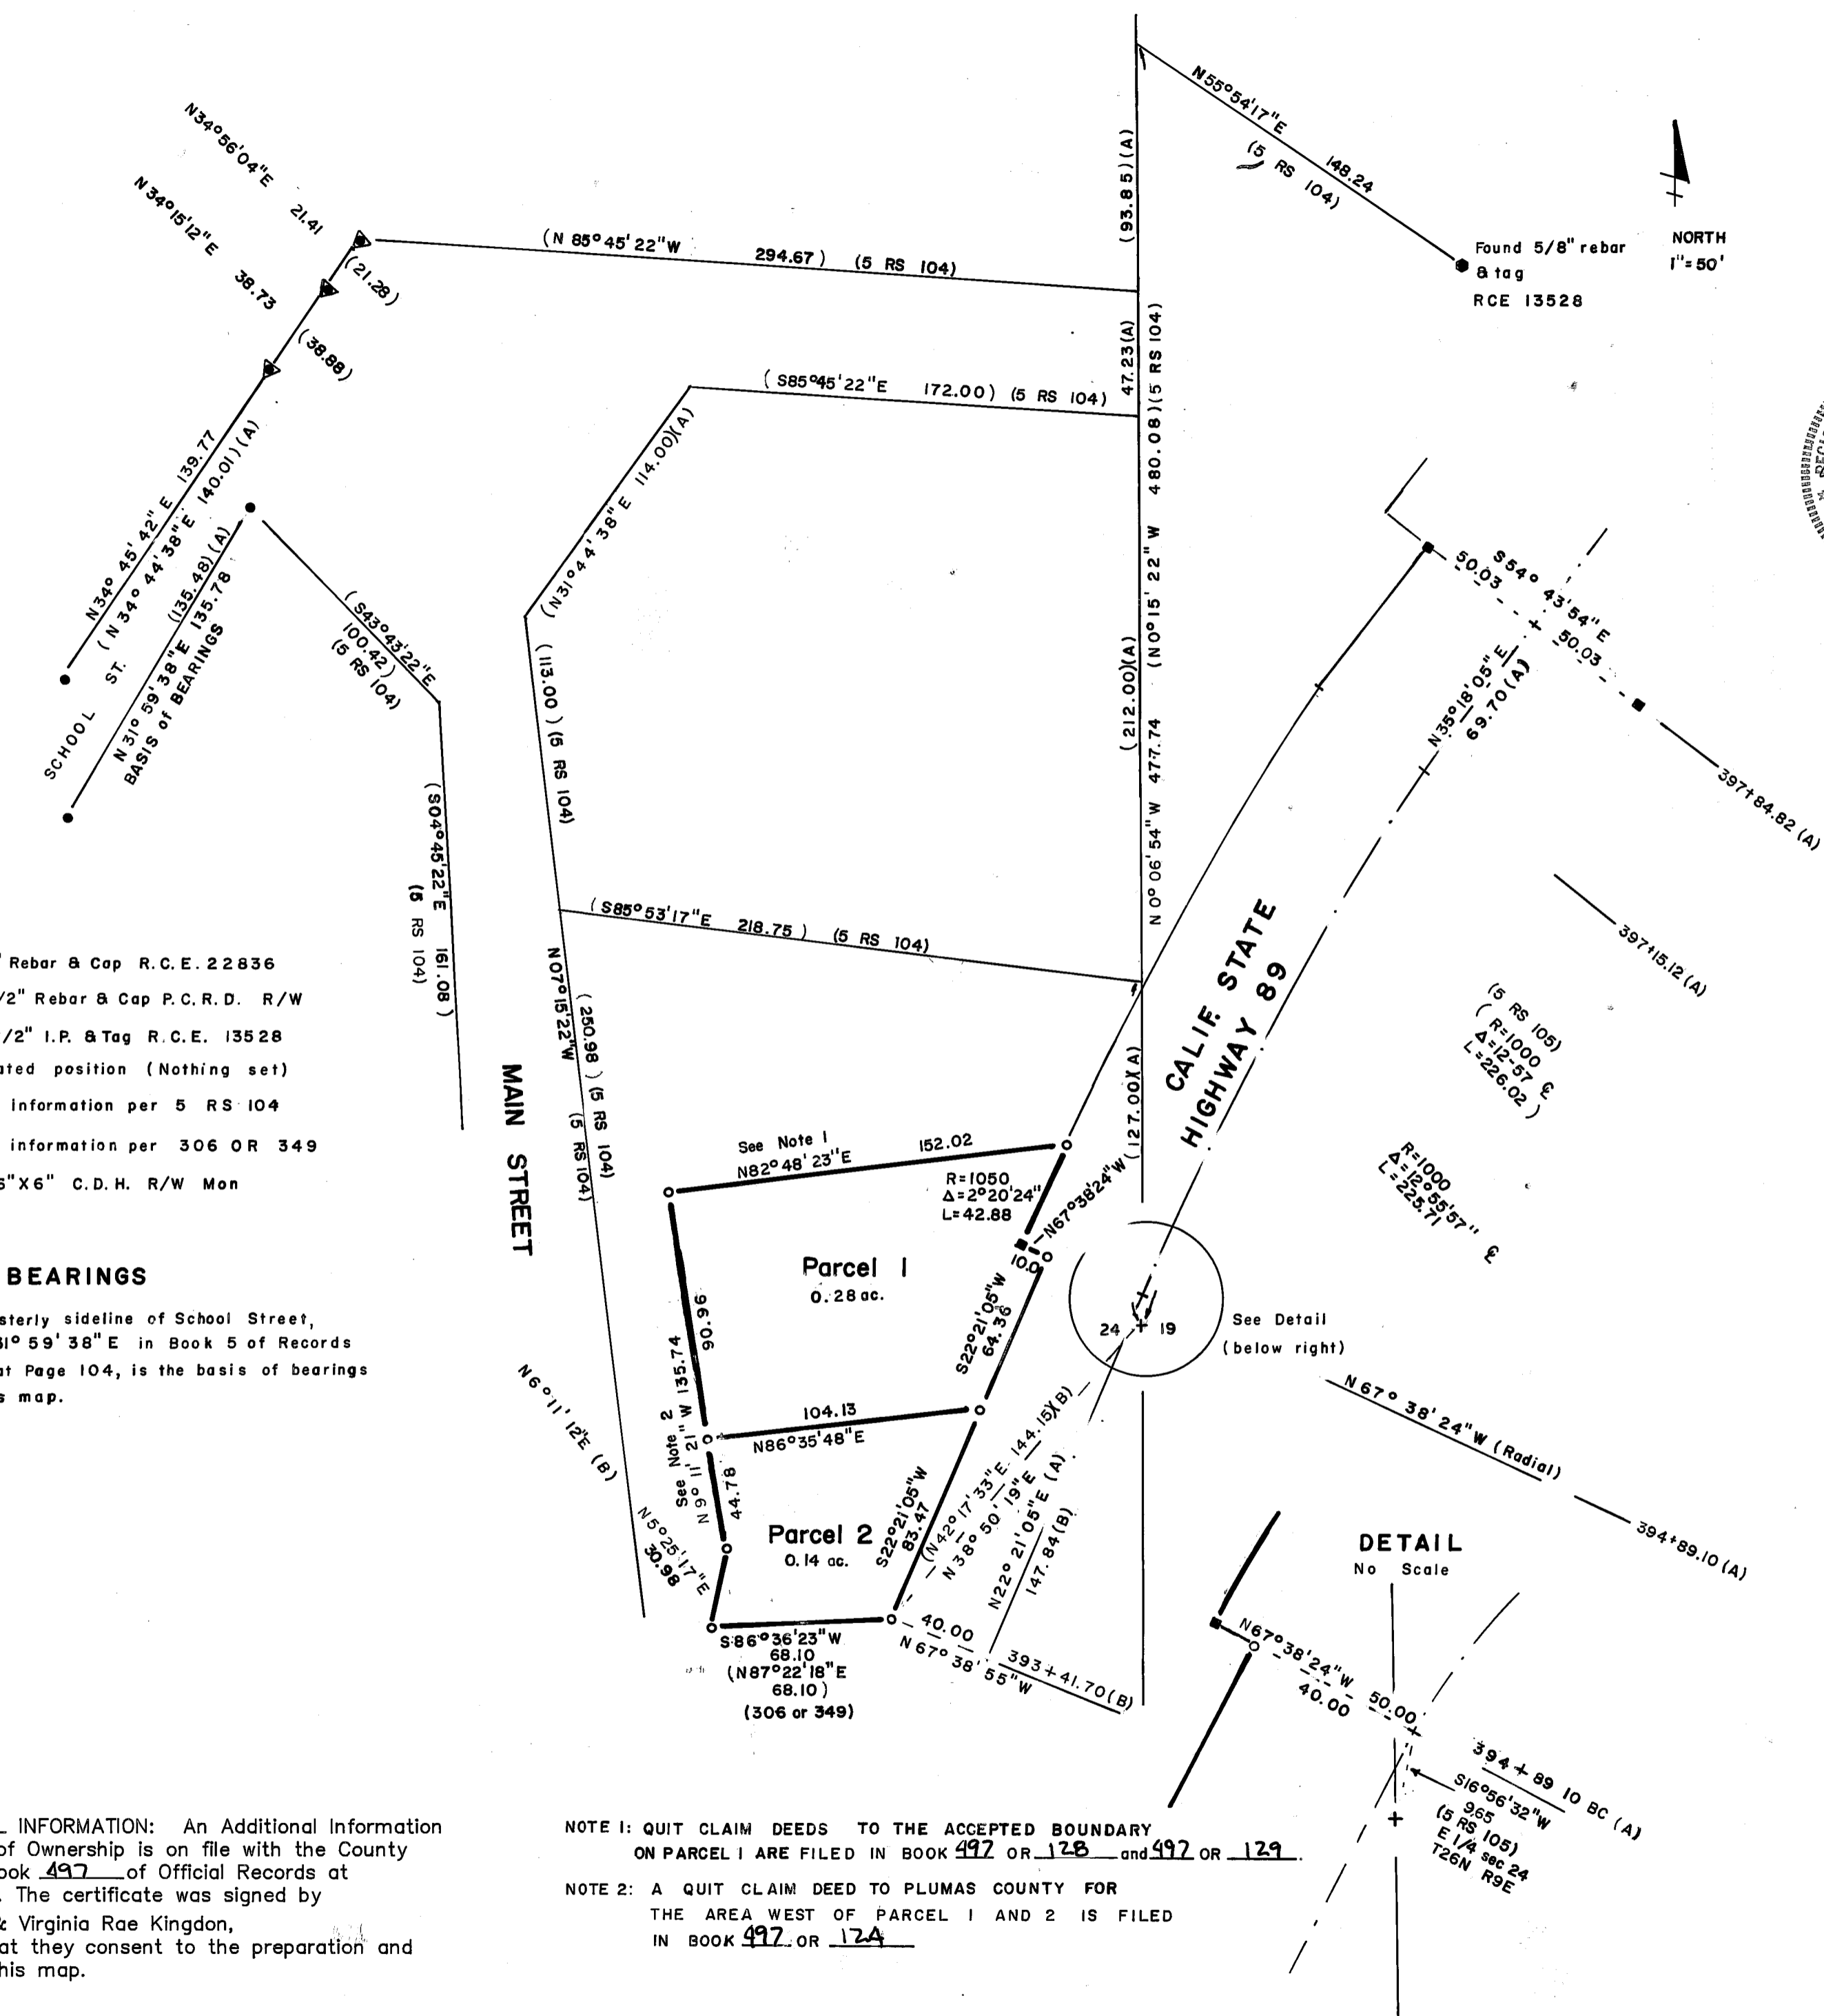 N55°54'17"E
148.24
(5 RS 104)
N34°56'04"E 21.41
N34°15'12"E 38.73
(93.85)(A)
Found 5/8" rebar
& tag
RCE 13528
NORTH
1"=50'
(N 85°45'22"W 294.67) (5 RS 104)
(21.28)
(38.88)
47.23(A)
(N0°15'22"W 480.08)(5 RS 104)
(S85°45'22"E 172.00) (5 RS 104)
(N31°44'38"E 114.00)(A)
N34°45'42"E 139.77
(N34°44'38"E 140.01)(A)
(135.48)(A)
N 31°59'38"E 135.78
BASIS of BEARINGS
SCHOOL ST.
(S43°43'22"E
100.42)
(5 RS 104)
(113.00)(5 RS 104)
(212.00)(A)
N 0°06'54"W 477.74
S54°43'54"E
50.03
50.03
N35°18'05"E
69.70(A)
397+84.82 (A)
397+15.12 (A)
(S04°45'22"E 161.08)
(5 RS 104)
(S85°53'17"E 218.75) (5 RS 104)
N07°15'22"W
(250.98)(5 RS 104)
(5 RS 104)
CALIF. STATE
HIGHWAY 89
(5 RS 105)
(R=1000
Δ=12-57 ℄
L=226.02)
" Rebar & Cap R.C.E. 22836
/2" Rebar & Cap P.C.R.D. R/W
/2" I.P. & Tag R.C.E. 13528
ated position (Nothing set)
information per 5 RS 104
information per 306 OR 349
6"X6" C.D.H. R/W Mon
MAIN STREET
(127.00)(A)
See Note 1
152.02
N82°48'23"E
R=1050
Δ=2°20'24"
L=42.88
N67°38'24"W
10.0
R=1000
Δ=12°55'57" ℄
L=225.71
Parcel 1
0.28 ac.
90.96
S22°21'05"W
64.36
24 19
See Detail
(below right)
BEARINGS
sterly sideline of School Street,
31°59'38"E in Book 5 of Records
at Page 104, is the basis of bearings
s map.
N6°11'12"E (B)
See Note 2
N 9°11'21"W 135.74
104.13
N86°35'48"E
44.78
N 67°38'24"W (Radial)
394+89.10 (A)
Parcel 2
0.14 ac.
S22°21'05"W
83.47
(N42°17'33"E 144.15)(B)
N38°50'19"E
N22°21'05"E (A)
147.84(B)
N5°25'17"E
30.98
40.00
N 67°38'55"W
393+41.70(B)
S86°36'23"W
68.10
(N87°22'18"E
68.10)
(306 or 349)
DETAIL
No Scale
N67°38'24"W
40.00
50.00
394+89 10 BC (A)
S16°56'32"W
9.65
(5 RS 105)
E 1/4 sec 24
T26N R9E
L INFORMATION: An Additional Information
of Ownership is on file with the County
ook 497 of Official Records at
. The certificate was signed by
& Virginia Rae Kingdon,
at they consent to the preparation and
his map.
NOTE 1: QUIT CLAIM DEEDS TO THE ACCEPTED BOUNDARY
ON PARCEL 1 ARE FILED IN BOOK 497 OR 128 and 497 OR 129.
NOTE 2: A QUIT CLAIM DEED TO PLUMAS COUNTY FOR
THE AREA WEST OF PARCEL 1 AND 2 IS FILED
IN BOOK 497 OR 124